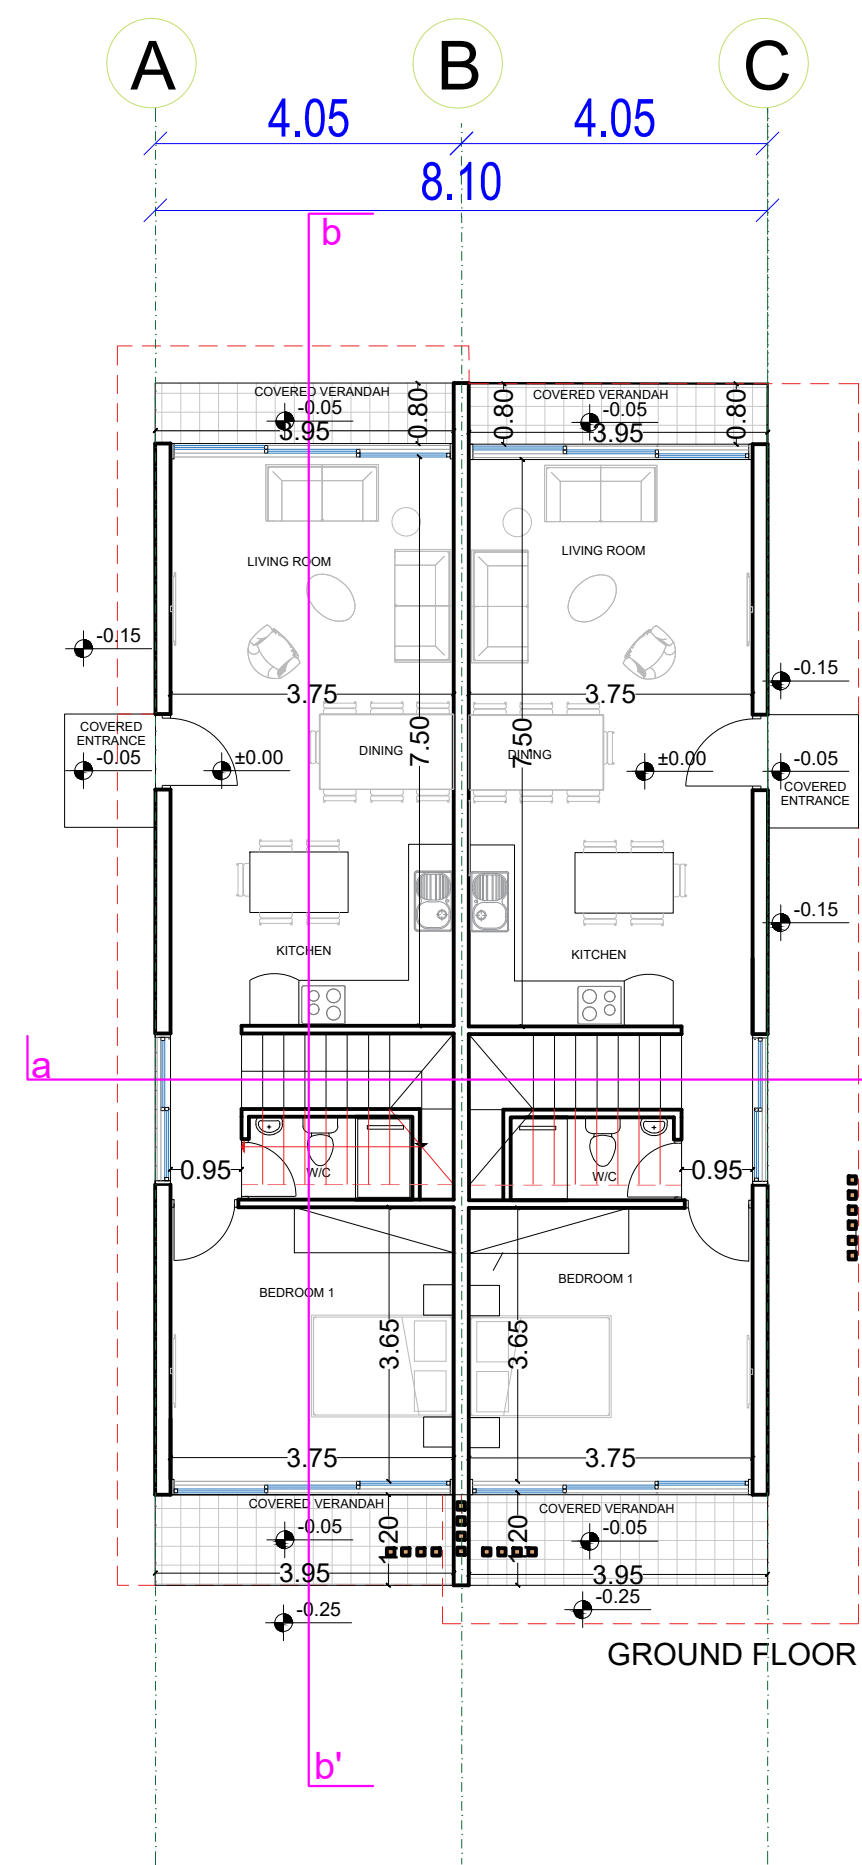 A B C
4.05 4.05
8.10
b
COVERED VERANDAH COVERED VERANDAH
-0.05 0.80 0.80 -0.05 0.80
3.95 3.95
LIVING ROOM LIVING ROOM
-0.15 -0.15
3.75 3.75
COVERED
ENTRANCE
-0.05 ±0.00 DINING 7.50 7.50 DINING ±0.00 -0.05
COVERED
ENTRANCE
-0.15
KITCHEN KITCHEN
a
0.95 W/C W/C 0.95
BEDROOM 1 BEDROOM 1
3.65 3.65
3.75 3.75
COVERED VERANDAH COVERED VERANDAH
-0.05 1.20 1.20 -0.05
3.95 3.95
-0.25 -0.25
GROUND FLOOR
b'